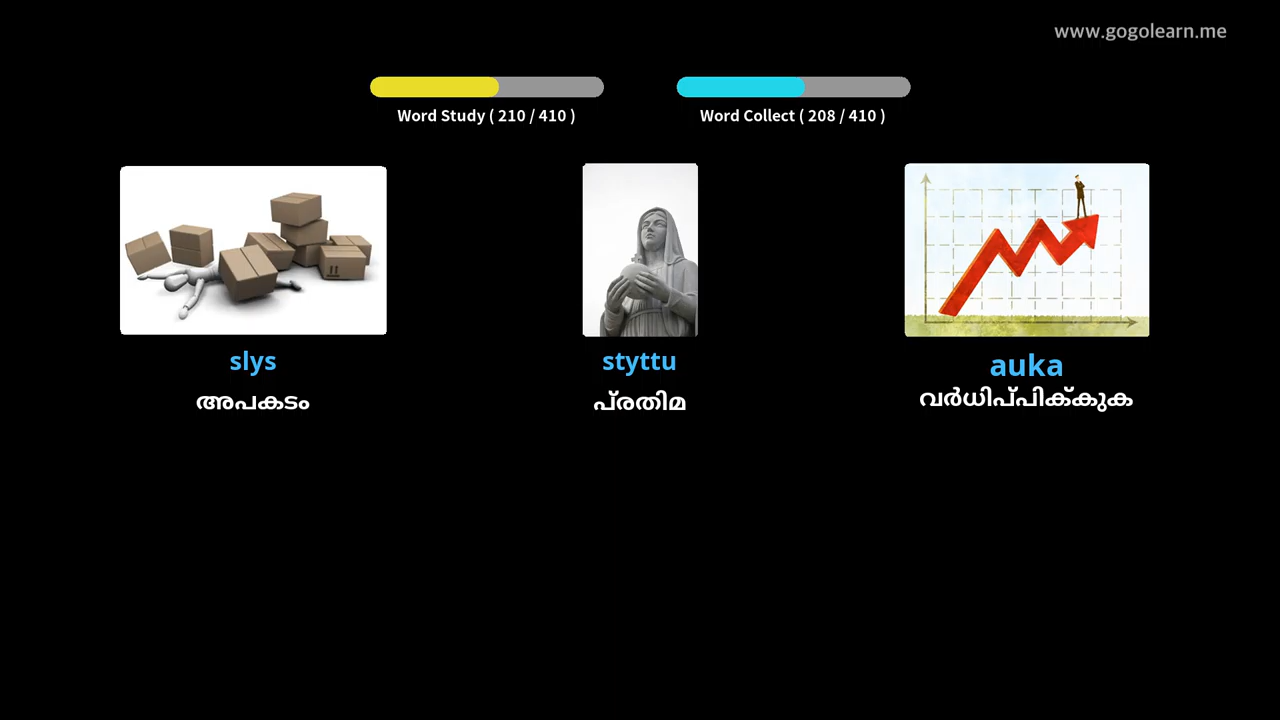 www.gogolearn.me
Word Study ( 210 / 410 )
Word Collect ( 208 / 410 )
slys
styttu
auka
അപകടം
പ്രതിമ
വർധിപ്പിക്കുക